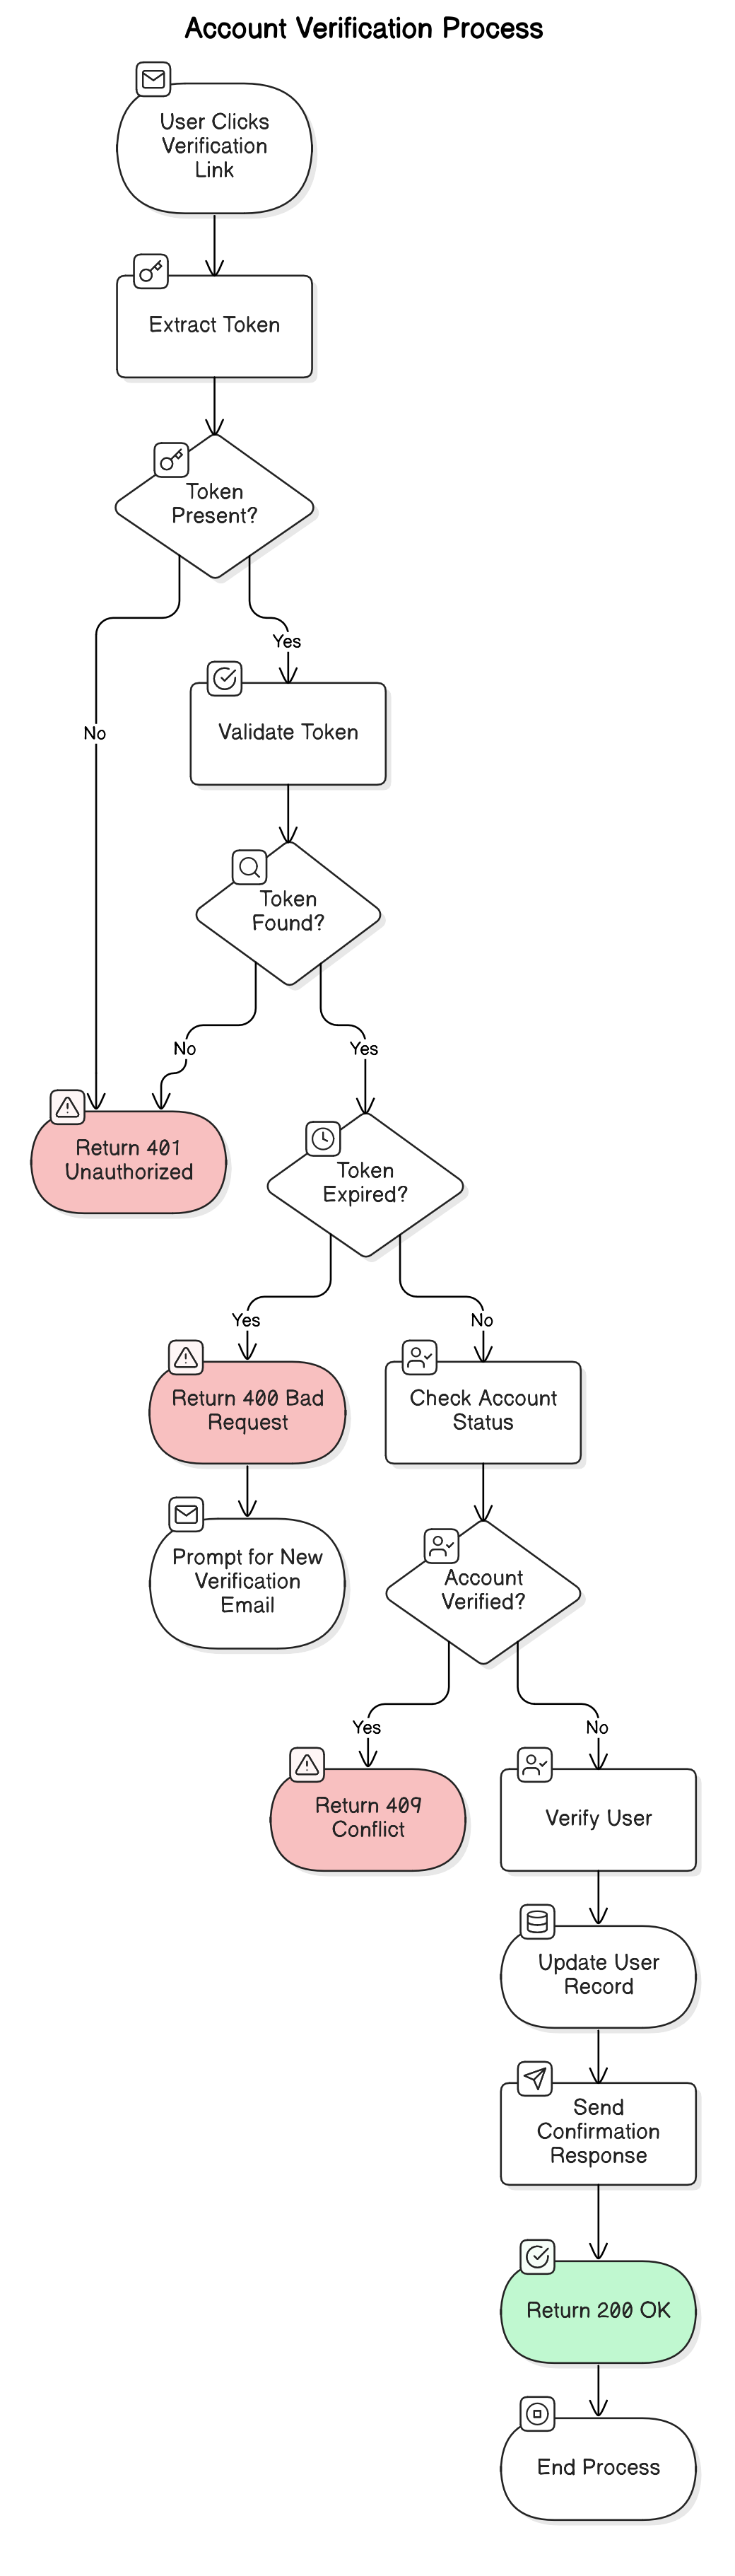 Account Verification Process
User Clicks
Verification
Link
Extract Token
Token
Present?
Yes
Validate Token
No
Token
Found?
No
Yes
Return 401
Unauthorized
Token
Expired?
Yes
No
Return 400 Bad
Request
Check Account
Status
Prompt for New
Verification
Email
Account
Verified?
Yes
No
Return 409
Conflict
Verify User
Update User
Record
Send
Confirmation
Response
Return 200 OK
End Process